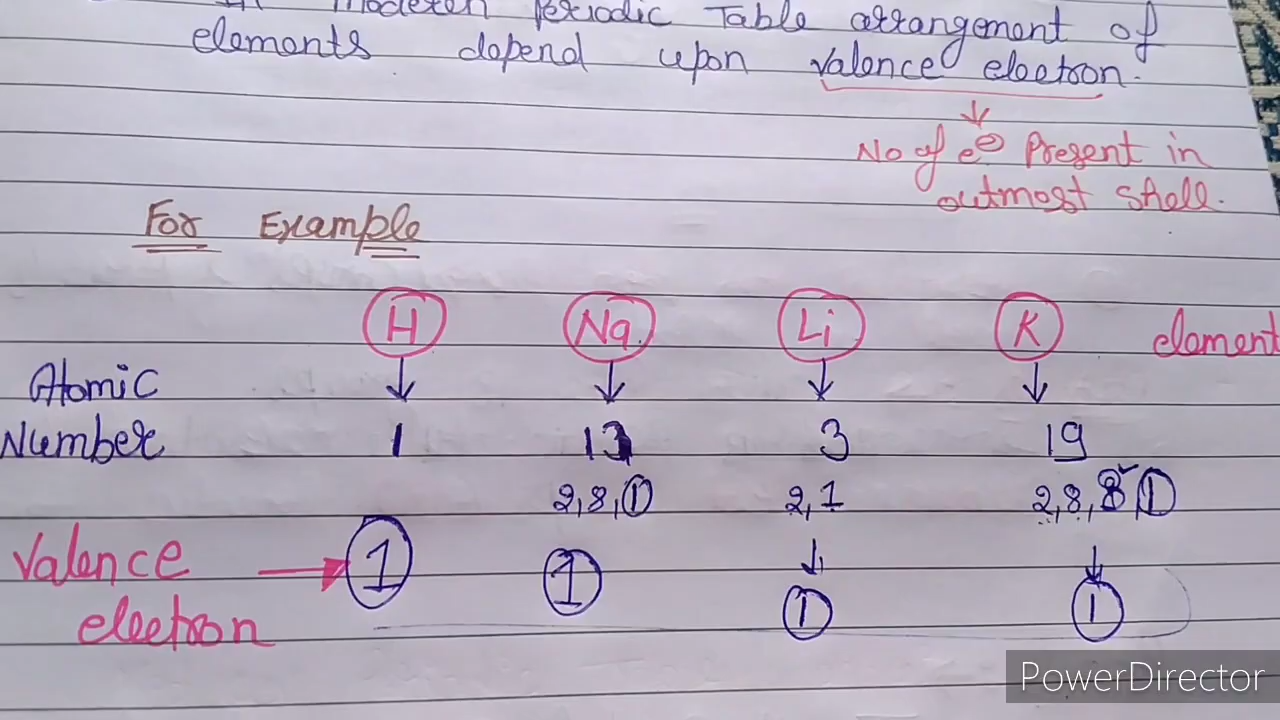 In modern Periodic Table arrangement of
elements depend upon valence electron.
No of e⊖ Present in
outmost shell.
For Example
H Na Li K element
Atomic
Number 1 13 3 19
2,8,1 2,1 2,8,8,1
Valence 1 1 1 1
electron
PowerDirector